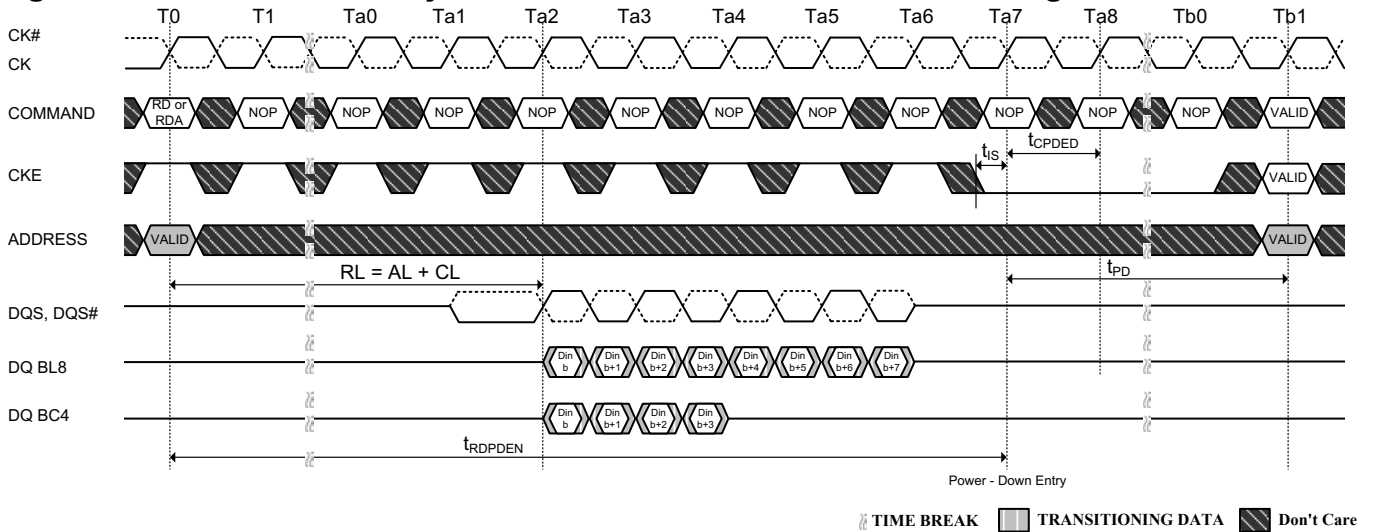 T0 T1 Ta0 Ta1 Ta2 Ta3 Ta4 Ta5 Ta6 Ta7 Ta8 Tb0 Tb1
CK#
CK
COMMAND RD or RDA NOP NOP NOP NOP NOP NOP NOP NOP NOP NOP NOP VALID
tIS tCPDED
CKE VALID
ADDRESS VALID VALID
RL = AL + CL tPD
DQS, DQS#
DQ BL8 Din b Din b+1 Din b+2 Din b+3 Din b+4 Din b+5 Din b+6 Din b+7
DQ BC4 Din b Din b+1 Din b+2 Din b+3
tRDPDEN
Power - Down Entry
TIME BREAK TRANSITIONING DATA Don't Care